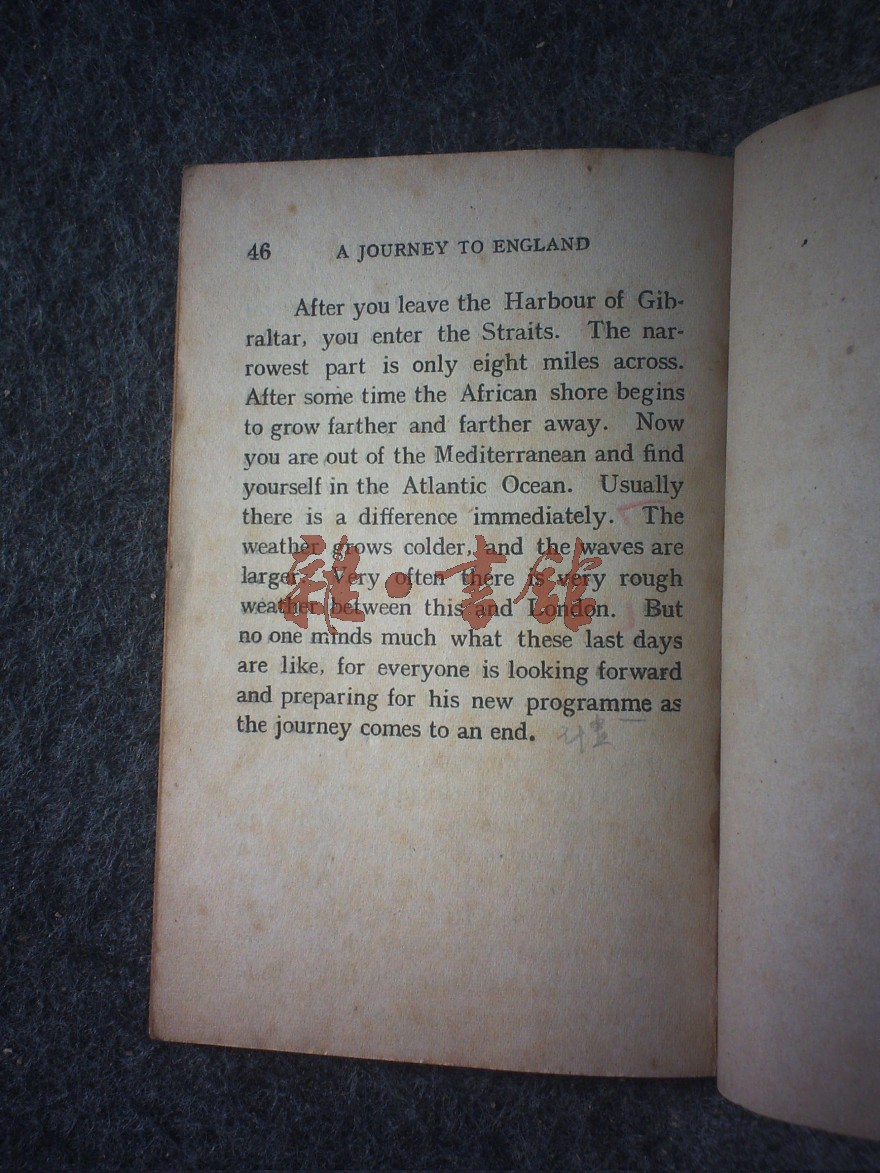 46 A JOURNEY TO ENGLAND
After you leave the Harbour of Gib-
raltar, you enter the Straits. The nar-
rowest part is only eight miles across.
After some time the African shore begins
to grow farther and farther away. Now
you are out of the Mediterranean and find
yourself in the Atlantic Ocean. Usually
there is a difference immediately. The
weather grows colder, and the waves are
larger. Very often there is very rough
weather between this and London. But
no one minds much what these last days
are like, for everyone is looking forward
and preparing for his new programme as
the journey comes to an end.
雜·書館